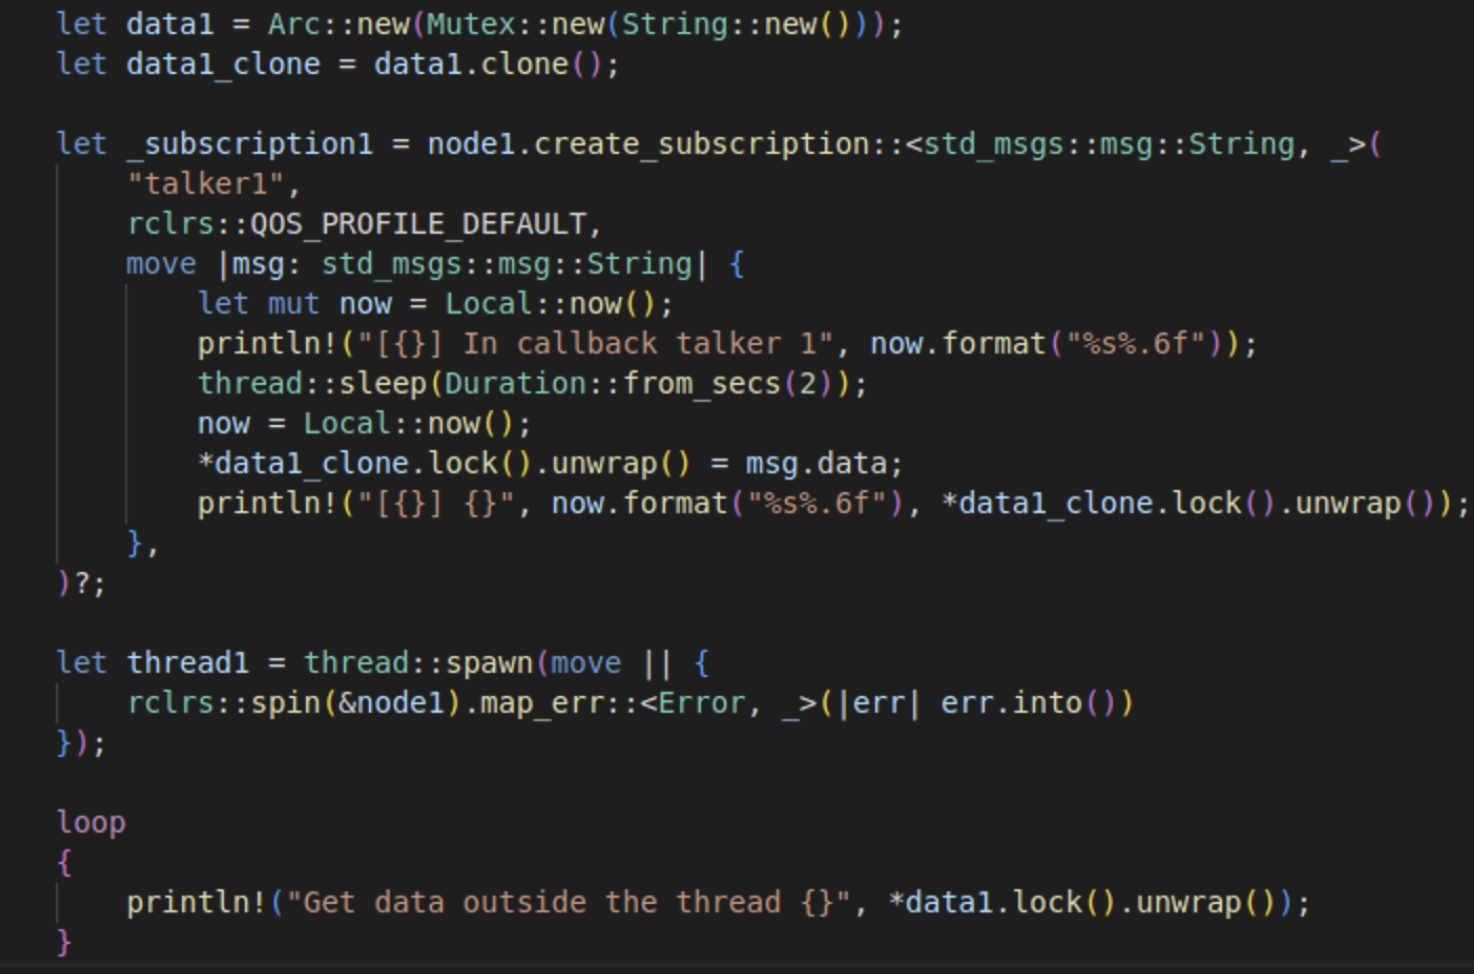 let data1 = Arc::new(Mutex::new(String::new()));
let data1_clone = data1.clone();
let _subscription1 = node1.create_subscription::<std_msgs::msg::String, _>(
"talker1",
rclrs::QOS_PROFILE_DEFAULT,
move |msg: std_msgs::msg::String| {
let mut now = Local::now();
println!("[{}] In callback talker 1", now.format("%s%.6f"));
thread::sleep(Duration::from_secs(2));
now = Local::now();
*data1_clone.lock().unwrap() = msg.data;
println!("[{}] {}", now.format("%s%.6f"), *data1_clone.lock().unwrap());
},
)?;
let thread1 = thread::spawn(move || {
rclrs::spin(&node1).map_err::<Error, _>(|err| err.into())
});
loop
{
println!("Get data outside the thread {}", *data1.lock().unwrap());
}